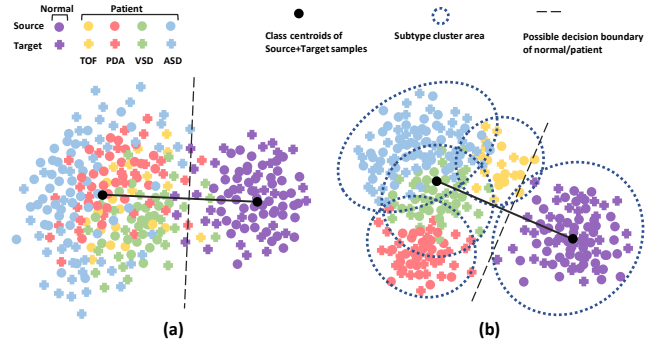 Normal Patient
Source
Target
TOF PDA VSD ASD
Class centroids of
Source+Target samples
Subtype cluster area
Possible decision boundary
of normal/patient
(a)
(b)